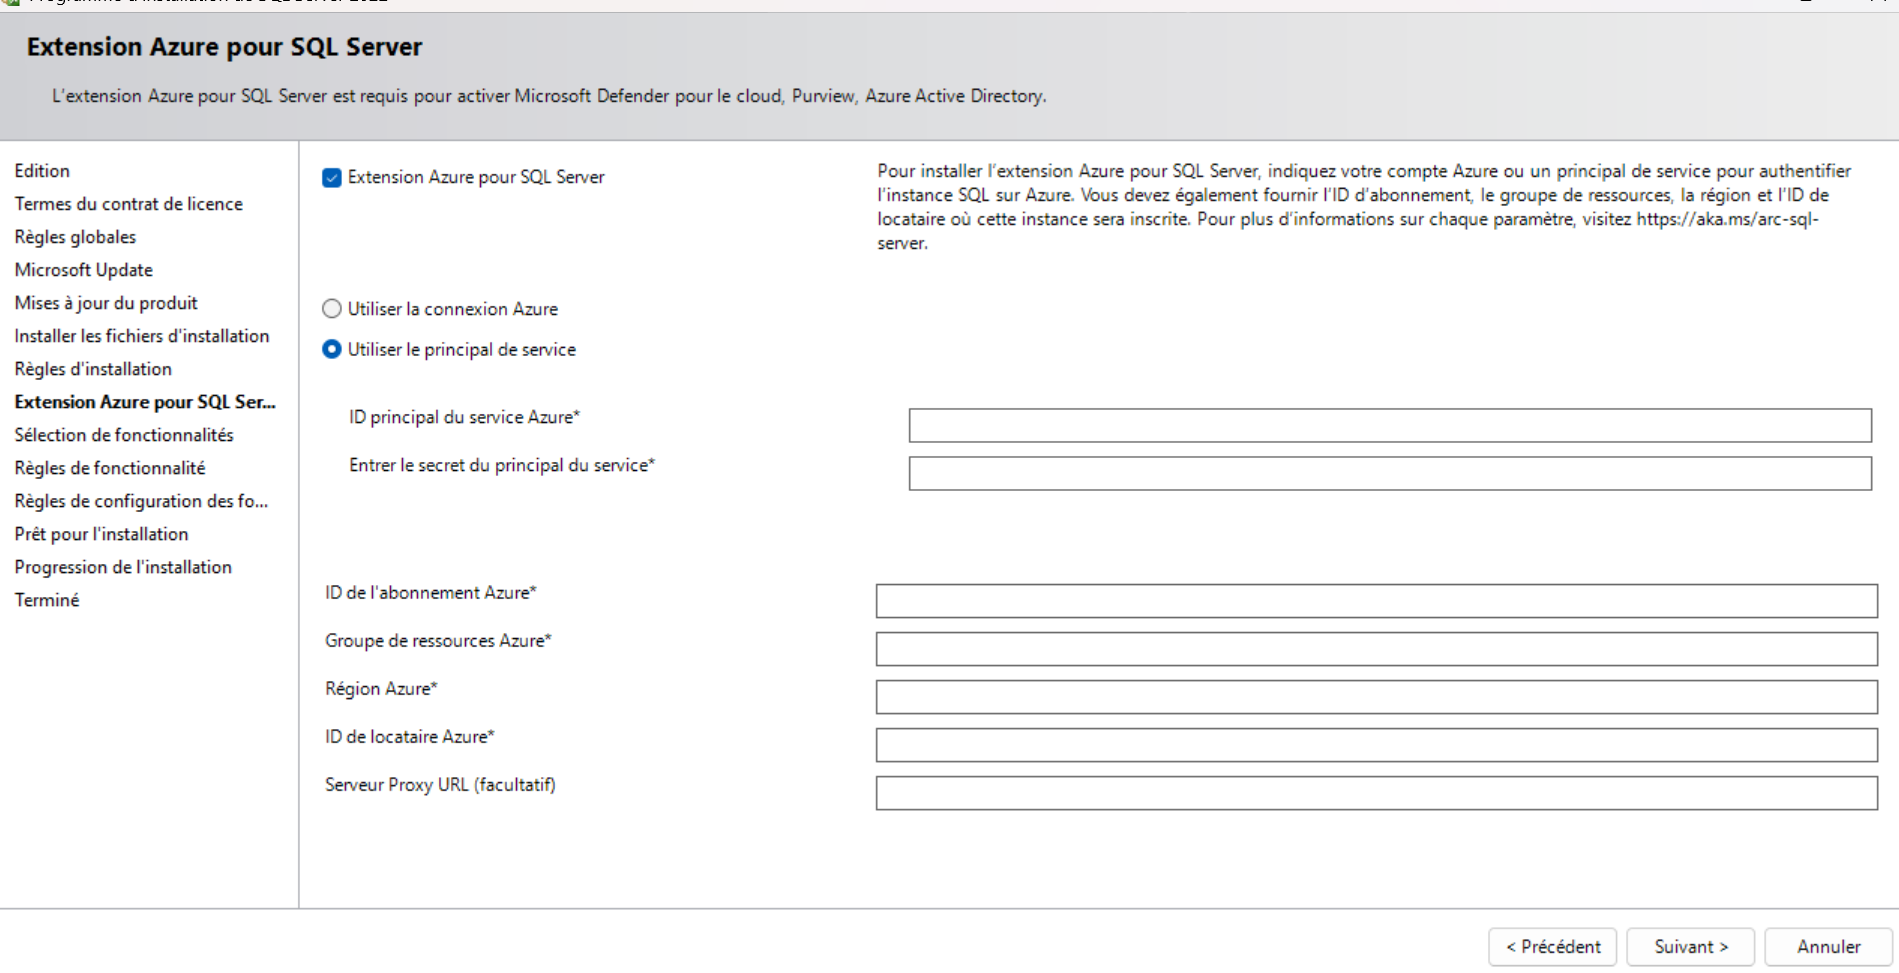 Extension Azure pour SQL Server
L'extension Azure pour SQL Server est requis pour activer Microsoft Defender pour le cloud, Purview, Azure Active Directory.
Edition
Termes du contrat de licence
Règles globales
Microsoft Update
Mises à jour du produit
Installer les fichiers d'installation
Règles d'installation
Extension Azure pour SQL Ser...
Sélection de fonctionnalités
Règles de fonctionnalité
Règles de configuration des fo...
Prêt pour l'installation
Progression de l'installation
Terminé
Extension Azure pour SQL Server
Pour installer l'extension Azure pour SQL Server, indiquez votre compte Azure ou un principal de service pour authentifier
l'instance SQL sur Azure. Vous devez également fournir l'ID d'abonnement, le groupe de ressources, la région et l'ID de
locataire où cette instance sera inscrite. Pour plus d'informations sur chaque paramètre, visitez https://aka.ms/arc-sql-
server.
Utiliser la connexion Azure
Utiliser le principal de service
ID principal du service Azure*
Entrer le secret du principal du service*
ID de l'abonnement Azure*
Groupe de ressources Azure*
Région Azure*
ID de locataire Azure*
Serveur Proxy URL (facultatif)
< Précédent
Suivant >
Annuler